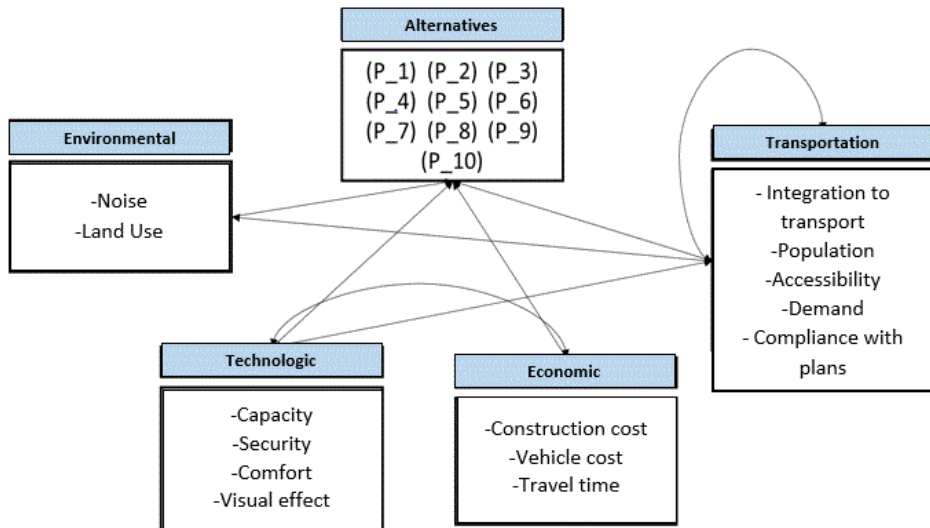 Alternatives
(P_1) (P_2) (P_3)
(P_4) (P_5) (P_6)
(P_7) (P_8) (P_9)
(P_10)
Environmental
-Noise
-Land Use
Transportation
- Integration to
transport
-Population
-Accessibility
-Demand
- Compliance with
plans
Technologic
-Capacity
-Security
-Comfort
-Visual effect
Economic
-Construction cost
-Vehicle cost
-Travel time